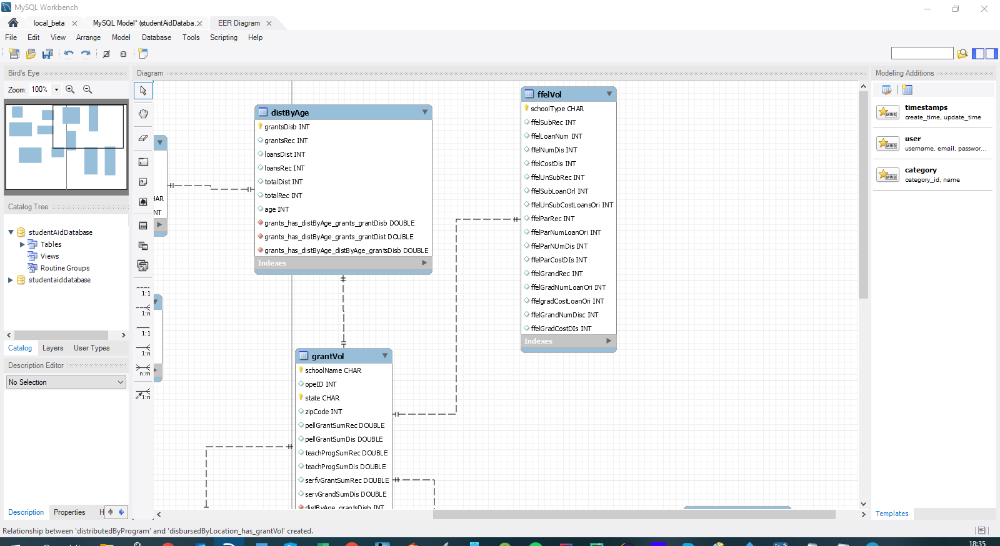 MySQL Workbench
local_beta
MySQL Model* (studentAidDataba.
EER Diagram
File Edit View Arrange Model Database Tools Scripting Help
Bird's Eye
Zoom: 100%
Catalog Tree
studentAidDatabase
Tables
Views
Routine Groups
studentaiddatabase
Catalog Layers User Types
Description Editor
No Selection
Description Properties H
Diagram
1:1
1:n
1:1
1:n
n:m
1:n
HAR
NT
distByAge
grantsDisb INT
grantsRec INT
loansDist INT
loansRec INT
totalDist INT
totalRec INT
age INT
grants_has_distByAge_grants_grantDisb DOUBLE
grants_has_distByAge_grants_grantDist DOUBLE
grants_has_distByAge_distByAge_grantsDisb DOUBLE
Indexes
grantVol
schoolName CHAR
opeID INT
state CHAR
zipCode INT
pellGrantSumRec DOUBLE
pellGrantSumDis DOUBLE
teachProgSumRec DOUBLE
teachProgSumDis DOUBLE
serfvGrantSumRec DOUBLE
servGrandSumDis DOUBLE
distByAge_grantsDisb INT
ffelVol
schoolType CHAR
ffelSubRec INT
ffelLoanNum INT
ffelNumDis INT
ffelCostDis INT
ffelUnSubRec INT
ffelSubLoanOrI INT
ffelUnSubCostLoansOri INT
ffelParRec INT
ffelParNumLoanOri INT
ffelParNUmDis INT
ffelParCostDIs INT
ffelGrandRec INT
ffelGradNumLoanOri INT
ffelgradCostLoanOri INT
ffelGrandNumDisc INT
ffelGradCostDIs INT
Indexes
Modeling Additions
MWB
timestamps
create_time, update_time
MWB
user
username, email, passwor...
MWB
category
category_id, name
Templates
Relationship between 'distributedByProgram' and 'disbursedByLocation_has_grantVol' created.
18:35